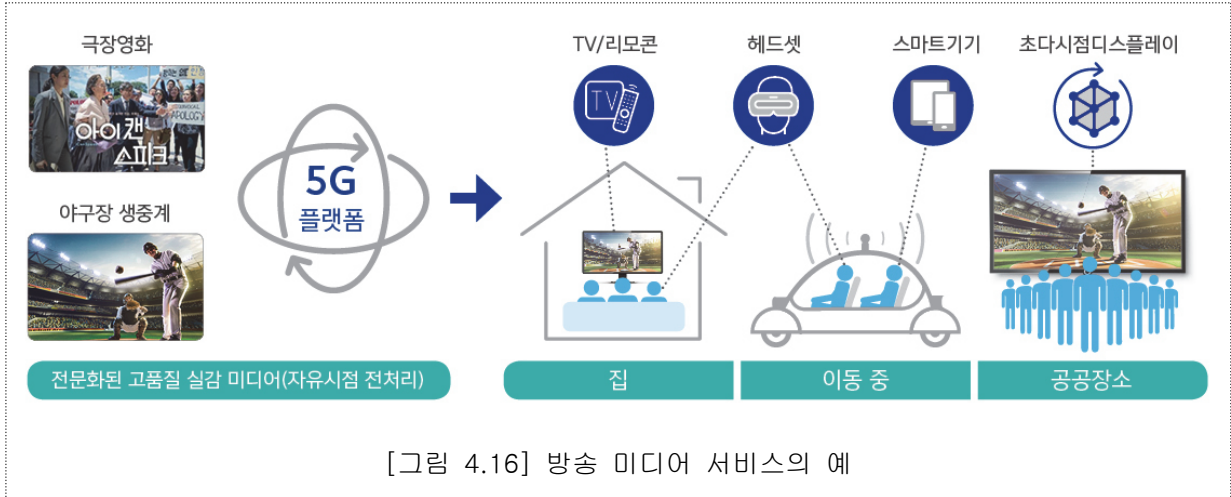 극장영화
아이 캔
스피크
APOLOGY
야구장 생중계
5G
플랫폼
전문화된 고품질 실감 미디어(자유시점 전처리)
TV/리모콘
헤드셋
스마트기기
초다시점디스플레이
TV
집
이동 중
공공장소
[그림 4.16] 방송 미디어 서비스의 예